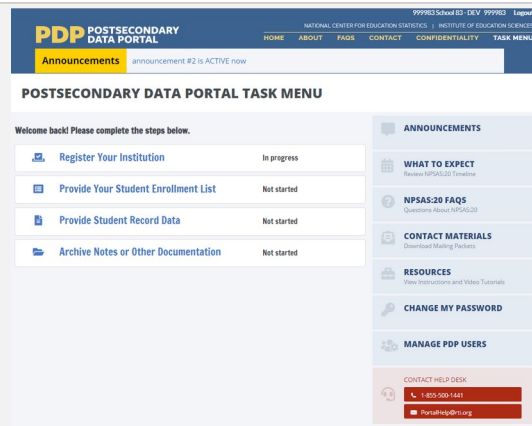 999983 School 83 - DEV 999983 Logout
PDP POSTSECONDARY DATA PORTAL
NATIONAL CENTER FOR EDUCATION STATISTICS | INSTITUTE OF EDUCATION SCIENCES
HOME ABOUT FAQS CONTACT CONFIDENTIALITY TASK MENU
Announcements announcement #2 is ACTIVE now
POSTSECONDARY DATA PORTAL TASK MENU
Welcome back! Please complete the steps below.
Register Your Institution In progress
Provide Your Student Enrollment List Not started
Provide Student Record Data Not started
Archive Notes or Other Documentation Not started
ANNOUNCEMENTS
WHAT TO EXPECT
Review NPSAS:20 Timeline
NPSAS:20 FAQS
Questions About NPSAS:20
CONTACT MATERIALS
Download Mailing Packets
RESOURCES
View Instructions and Video Tutorials
CHANGE MY PASSWORD
MANAGE PDP USERS
CONTACT HELP DESK
1-855-500-1441
PortalHelp@rti.org